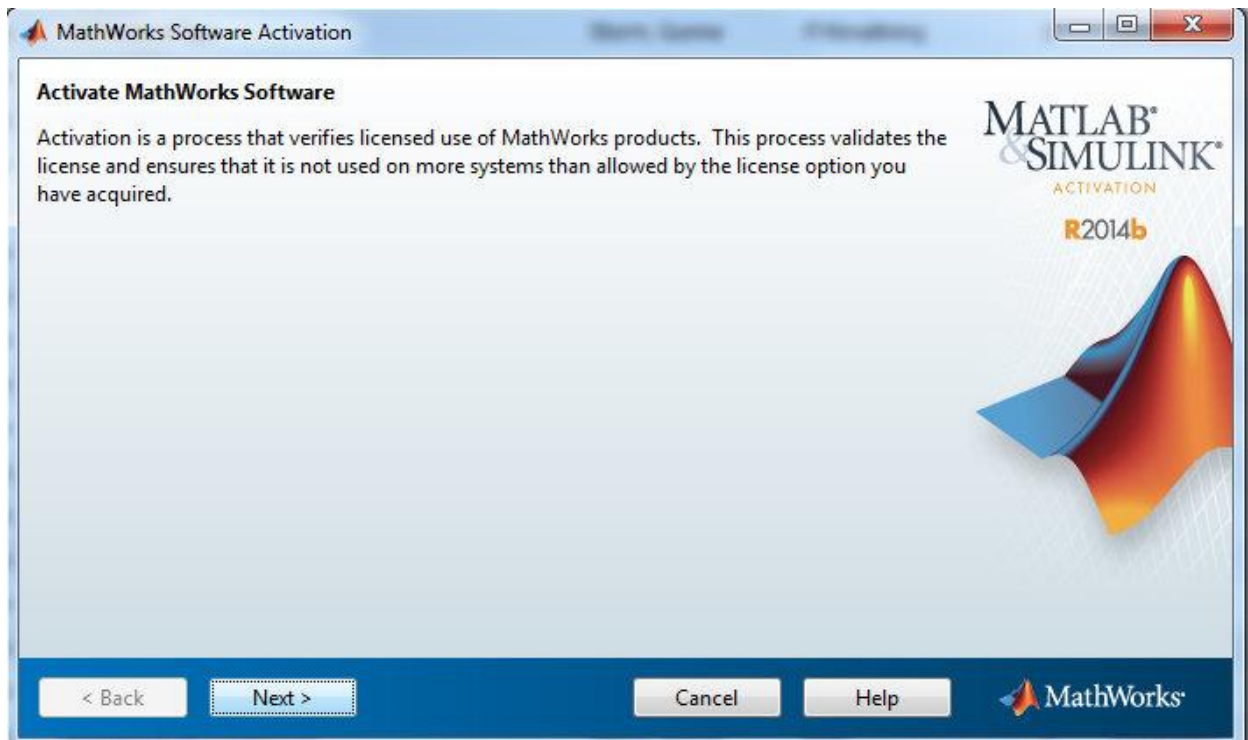 MathWorks Software Activation
Activate MathWorks Software
Activation is a process that verifies licensed use of MathWorks products. This process validates the
license and ensures that it is not used on more systems than allowed by the license option you
have acquired.
MATLAB®
&SIMULINK®
ACTIVATION
R2014b
< Back
Next >
Cancel
Help
MathWorks®